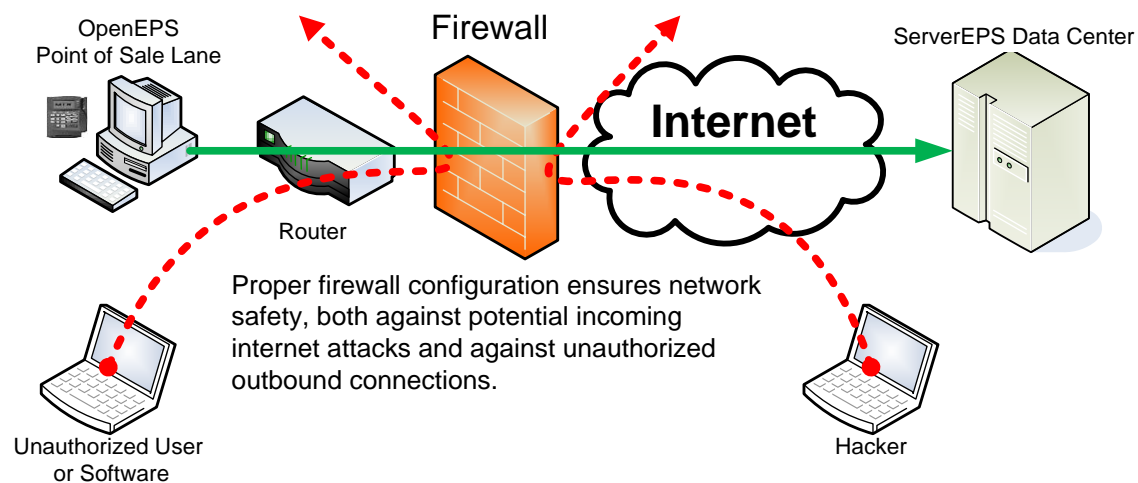 OpenEPS
Point of Sale Lane
Firewall
ServerEPS Data Center
Internet
Router
Proper firewall configuration ensures network
safety, both against potential incoming
internet attacks and against unauthorized
outbound connections.
Unauthorized User
or Software
Hacker